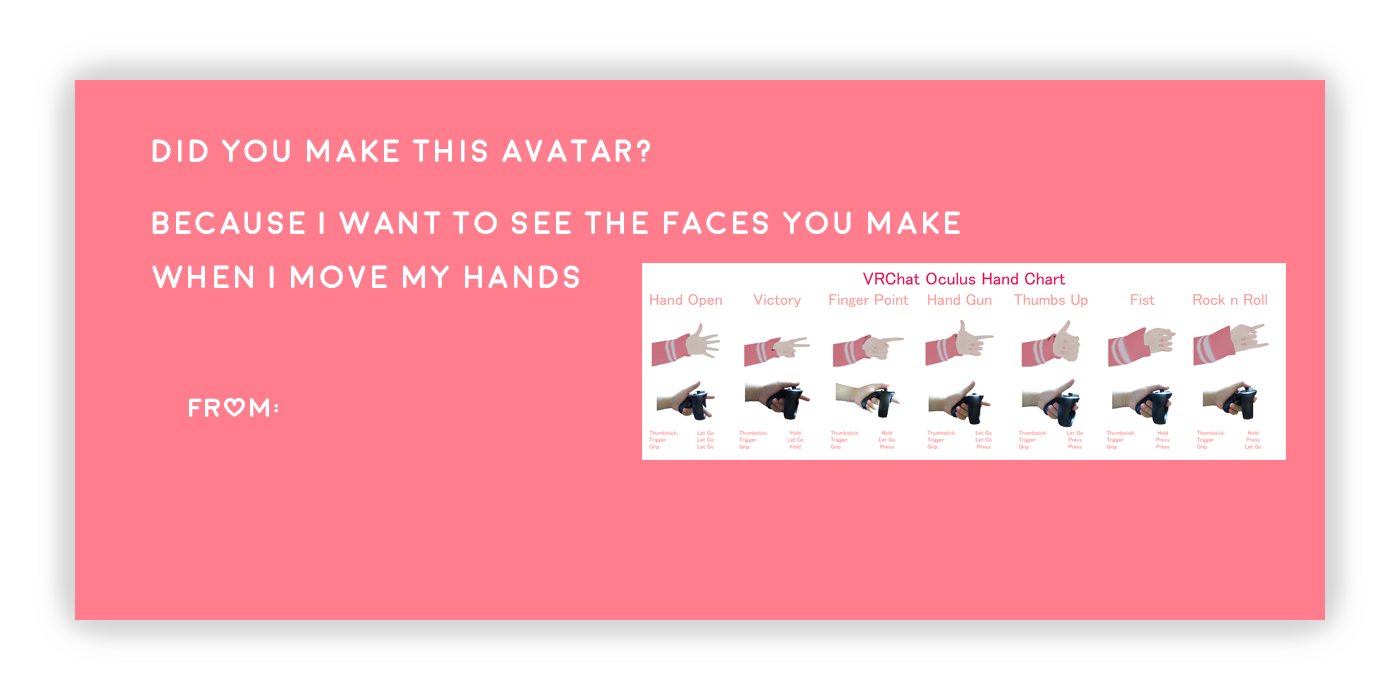 DID YOU MAKE THIS AVATAR?
BECAUSE I WANT TO SEE THE FACES YOU MAKE
WHEN I MOVE MY HANDS
VRChat Oculus Hand Chart
Hand Open Victory Finger Point Hand Gun Thumbs Up Fist Rock n Roll
FR♡M:
Thumbstick: Let Go Thumbstick: Hold Thumbstick: Hold Thumbstick: Let Go Thumbstick: Let Go Thumbstick: Hold Thumbstick: Hold
Trigger: Let Go Trigger: Let Go Trigger: Let Go Trigger: Let Go Trigger: Press Trigger: Press Trigger: Press
Grip: Let Go Grip: Hold Grip: Press Grip: Press Grip: Press Grip: Press Grip: Let Go